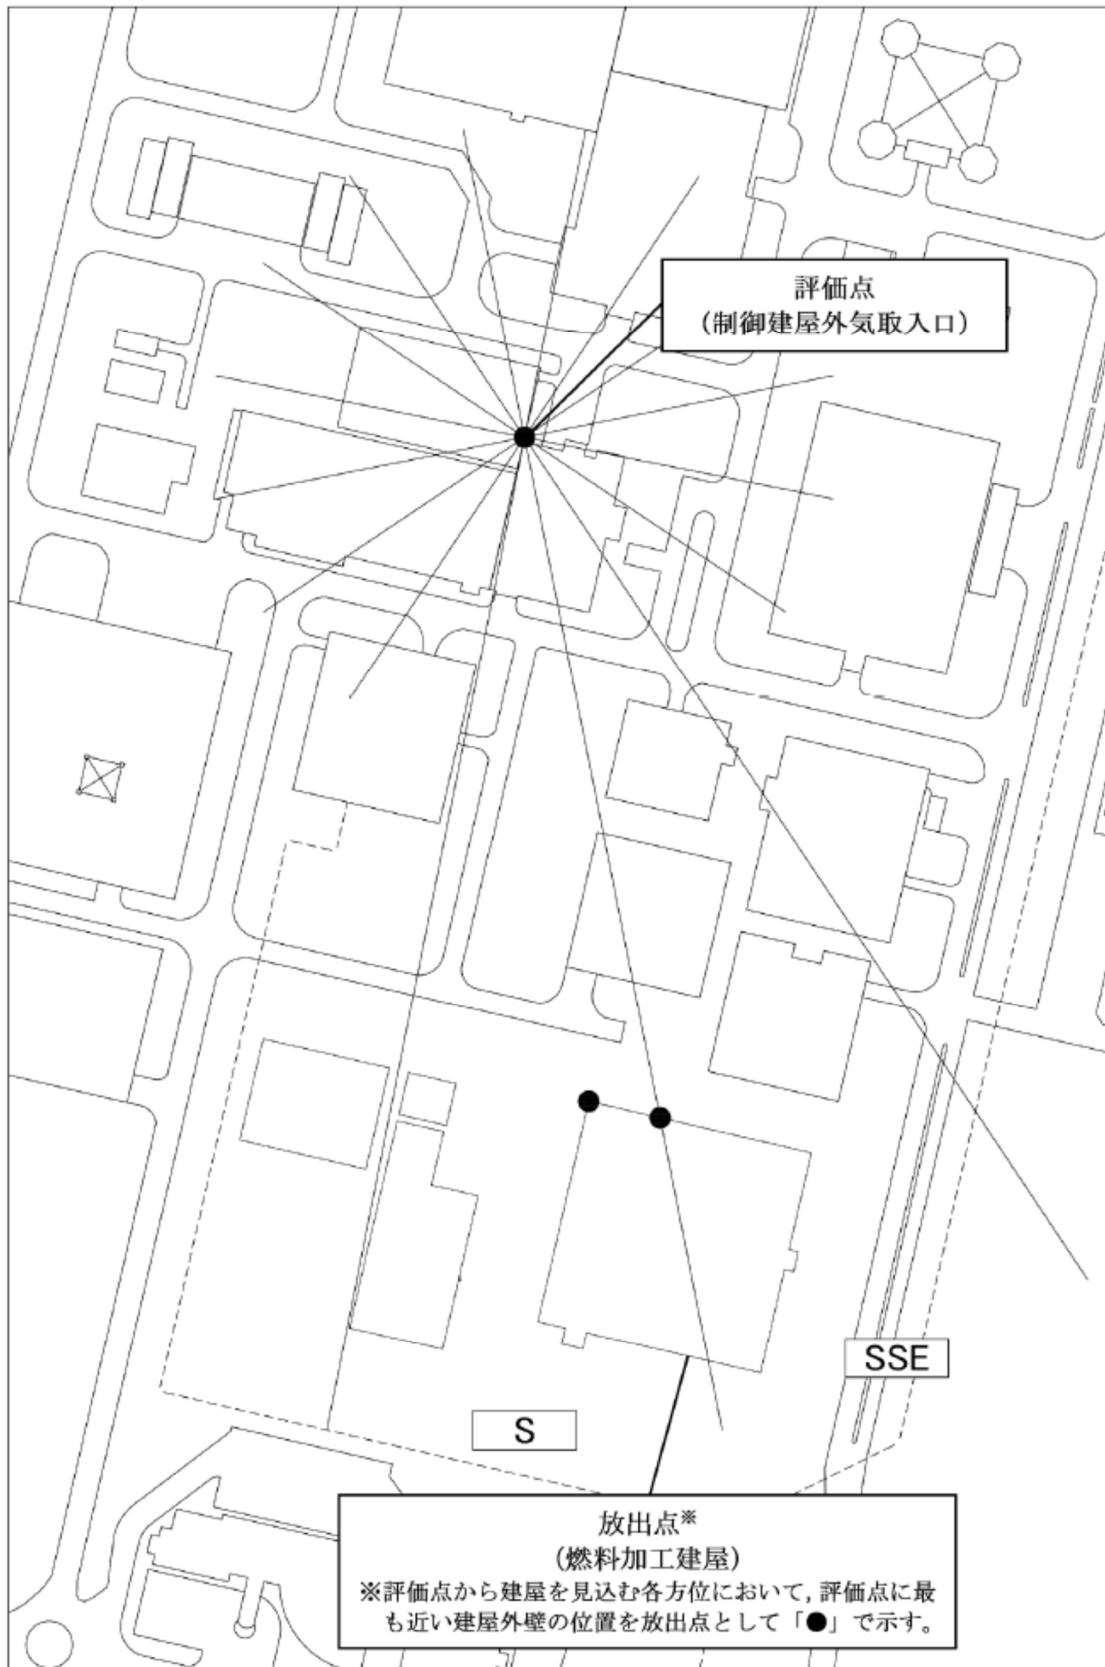 評価点
（制御建屋外気取入口）
SSE
S
放出点※
（燃料加工建屋）
※評価点から建屋を見込む各方位において，評価点に最
も近い建屋外壁の位置を放出点として「●」で示す。